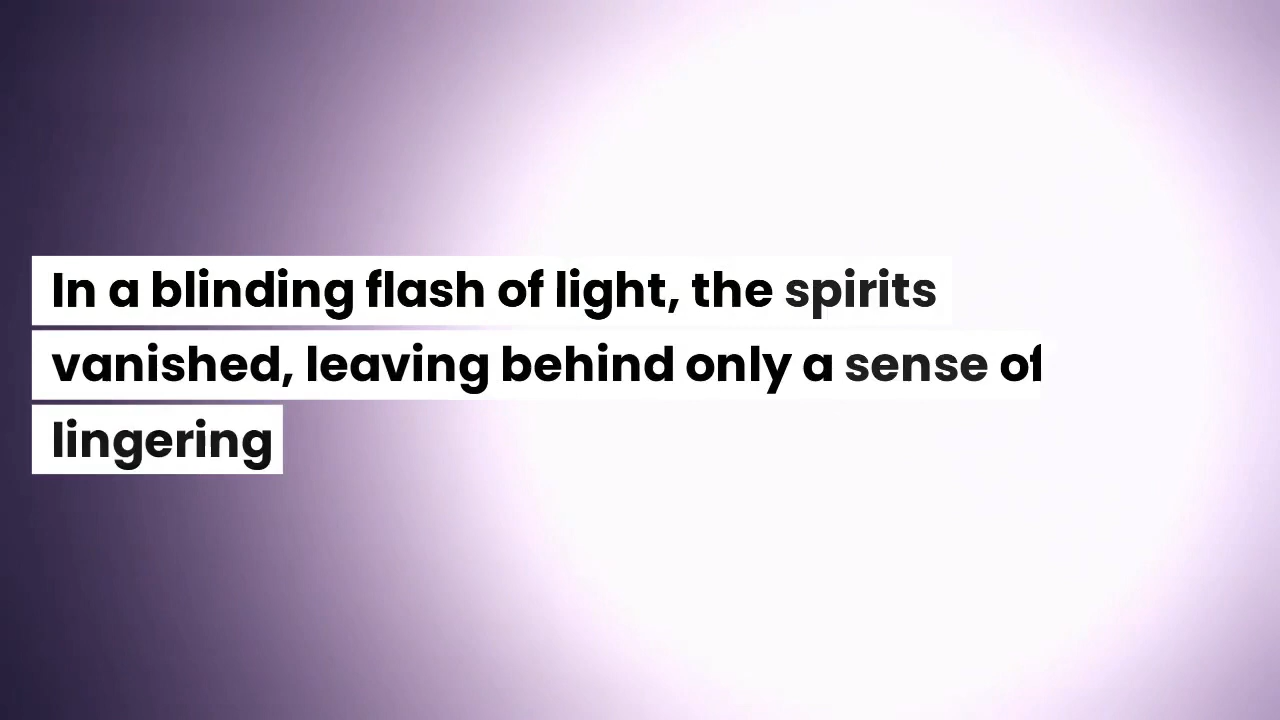 In a blinding flash of light, the spirits
vanished, leaving behind only a sense of
lingering